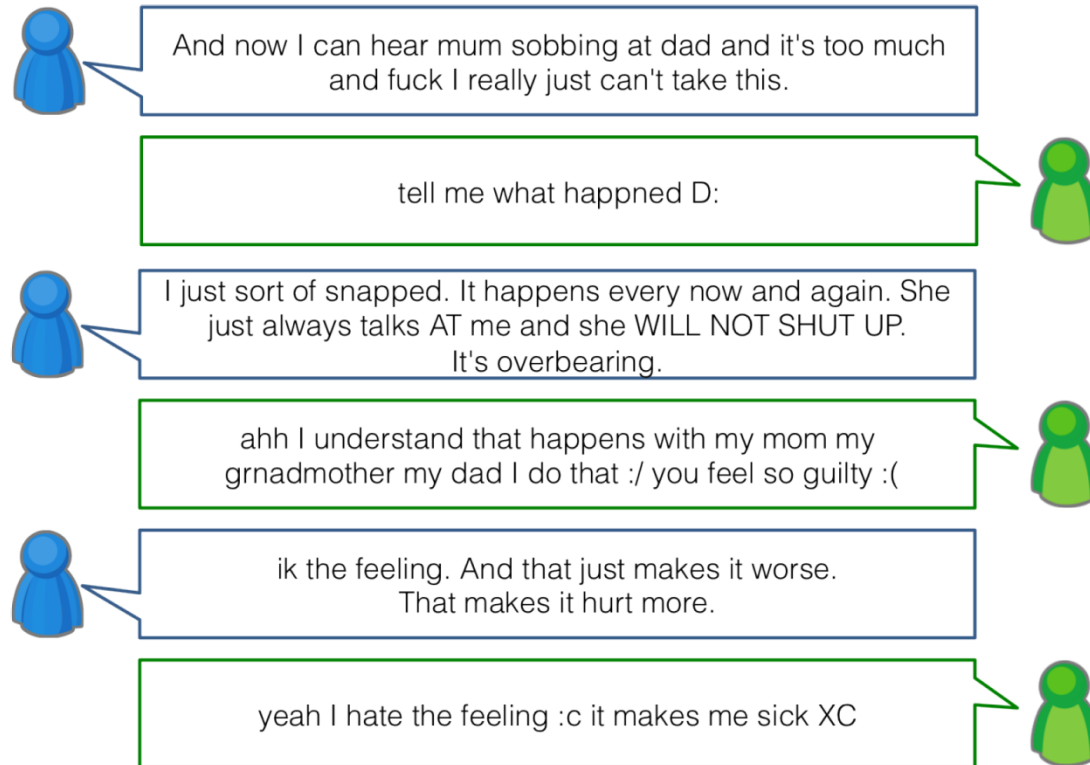 And now I can hear mum sobbing at dad and it's too much
and fuck I really just can't take this.
tell me what happned D:
I just sort of snapped. It happens every now and again. She
just always talks AT me and she WILL NOT SHUT UP.
It's overbearing.
ahh I understand that happens with my mom my
grnadmother my dad I do that :/ you feel so guilty :(
ik the feeling. And that just makes it worse.
That makes it hurt more.
yeah I hate the feeling :c it makes me sick XC